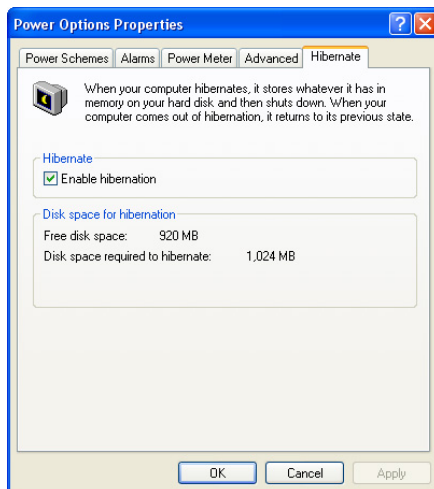 Power Options Properties
Power Schemes Alarms Power Meter Advanced Hibernate
When your computer hibernates, it stores whatever it has in
memory on your hard disk and then shuts down. When your
computer comes out of hibernation, it returns to its previous state.
Hibernate
Enable hibernation
Disk space for hibernation
Free disk space: 920 MB
Disk space required to hibernate: 1,024 MB
OK Cancel Apply